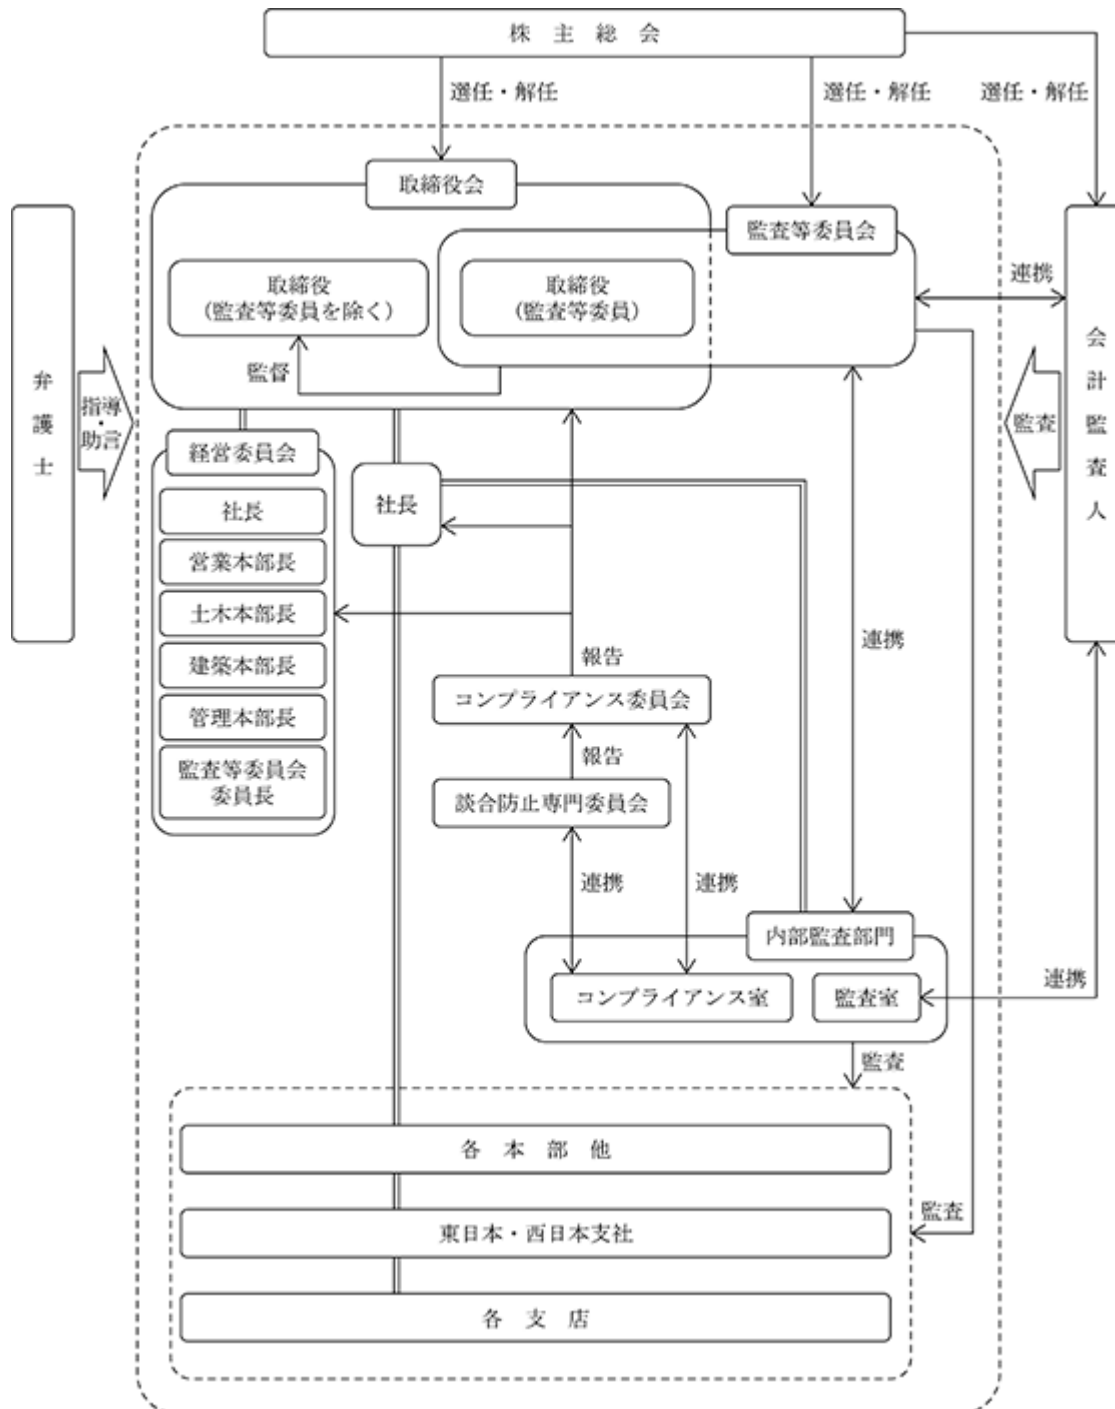 株主総会
選任・解任
選任・解任
選任・解任
取締役会
監査等委員会
取締役
(監査等委員を除く)
取締役
(監査等委員)
連携
監督
弁護士
指導・助言
会計監査人
監査
経営委員会
社長
営業本部長
土木本部長
建築本部長
管理本部長
監査等委員会
委員長
社長
連携
報告
コンプライアンス委員会
報告
談合防止専門委員会
連携
連携
内部監査部門
コンプライアンス室
監査室
連携
監査
各本部他
監査
東日本・西日本支社
各支店